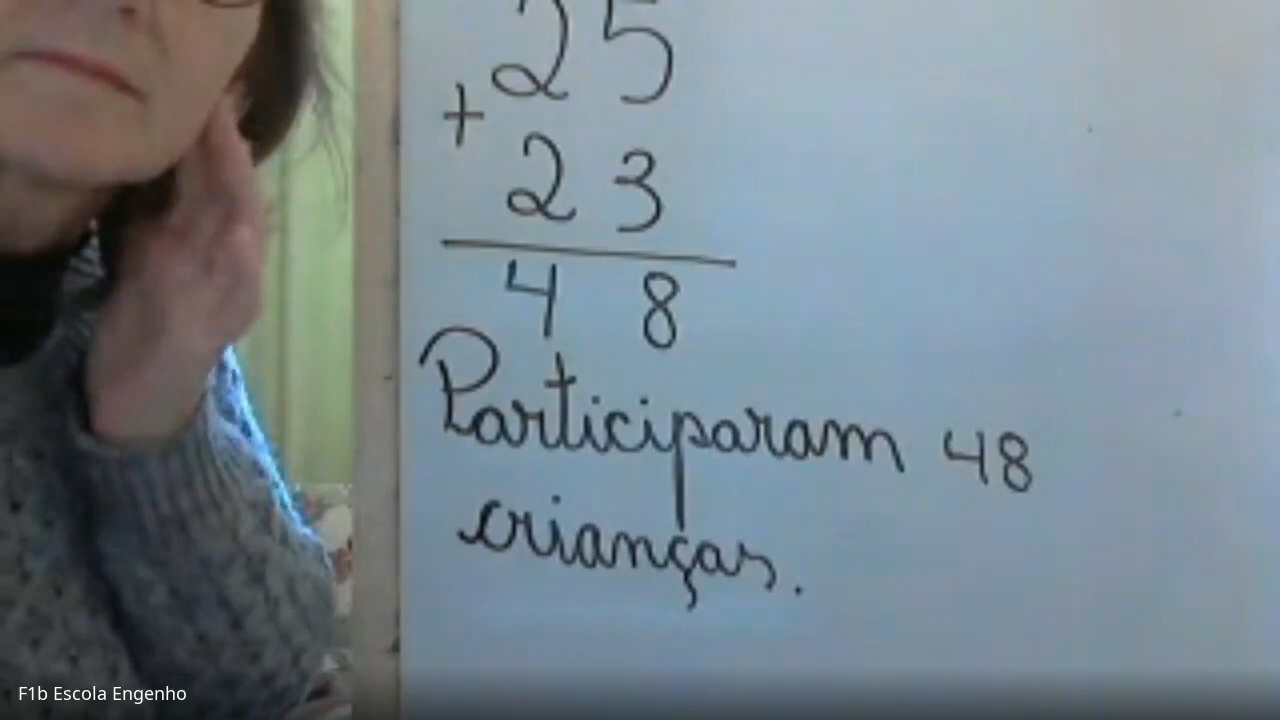 25
+
23
48
Participaram 48
crianças.
F1b Escola Engenho